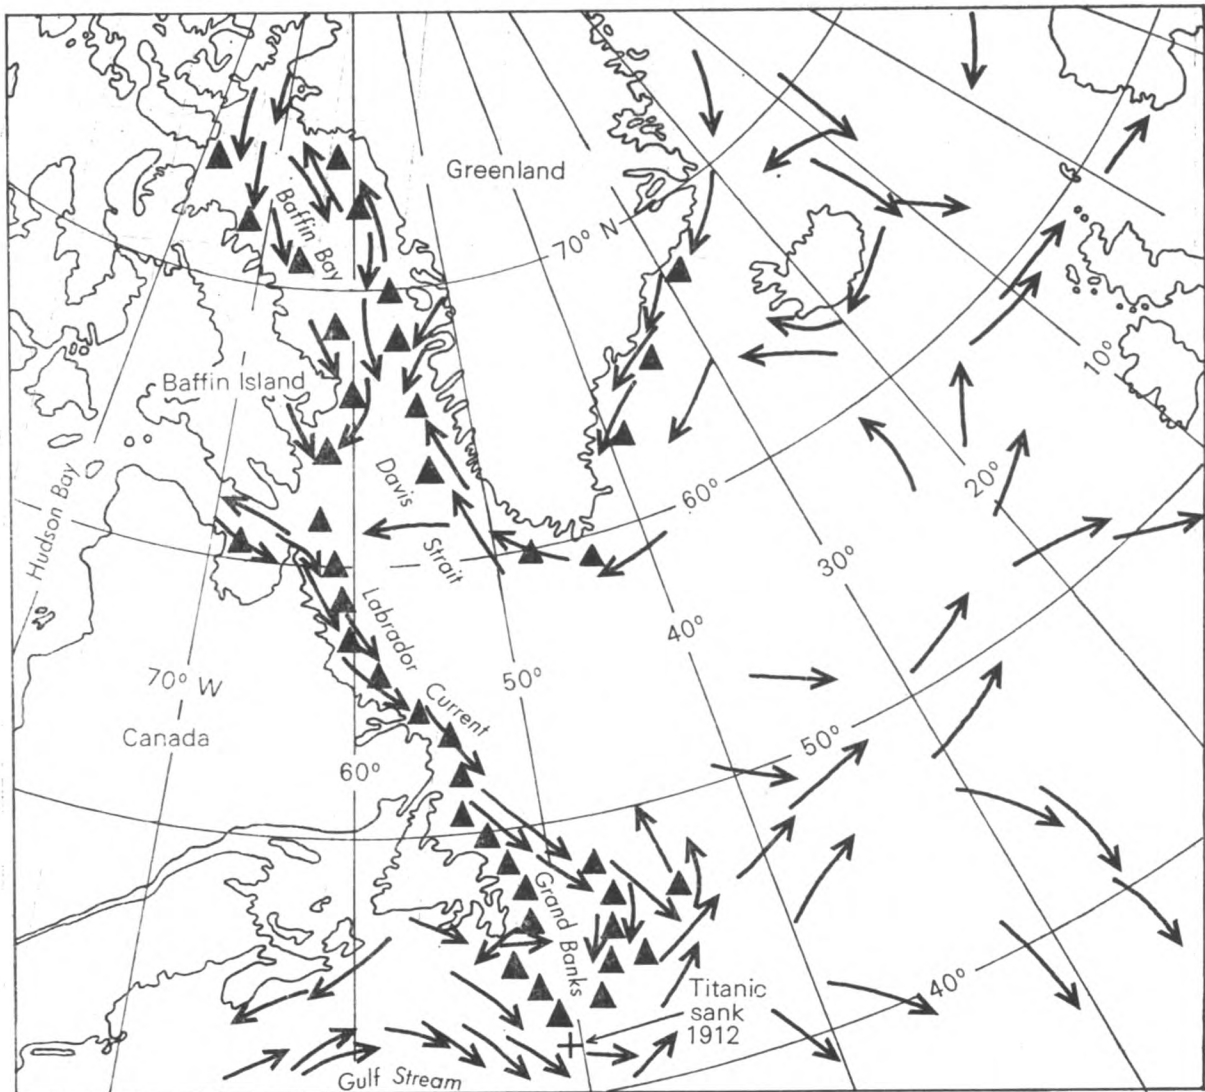 Greenland
Baffin Bay
70° N
Baffin Island
10°
Hudson Bay
Davis
Strait
60°
20°
30°
Labrador
Current
40°
50°
70° W
Canada
60°
50°
Grand Banks
Titanic
sank
1912
40°
Gulf Stream